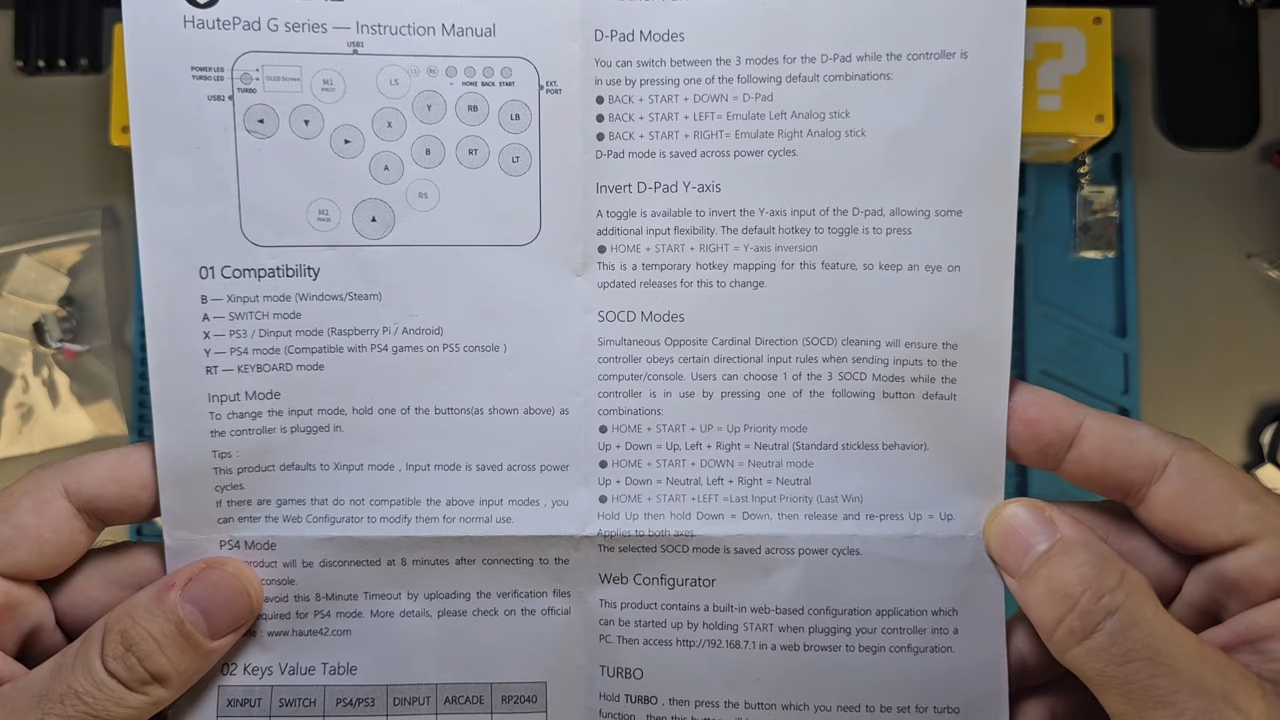 HautePad G series — Instruction Manual
USB1
POWER LED
TURBO LED
OLED Screen
M1
LS
L3
R3
HOME BACK START
TURBO
USB2
EXT.
PORT
Y
RB
LB
X
B
RT
LT
A
RS
M2
01 Compatibility
B — Xinput mode (Windows/Steam)
A — SWITCH mode
X — PS3 / Dinput mode (Raspberry Pi / Android)
Y — PS4 mode (Compatible with PS4 games on PS5 console )
RT — KEYBOARD mode
Input Mode
To change the input mode, hold one of the buttons(as shown above) as
the controller is plugged in.
Tips :
This product defaults to Xinput mode , Input mode is saved across power
cycles.
If there are games that do not compatible the above input modes , you
can enter the Web Configurator to modify them for normal use.
PS4 Mode
product will be disconnected at 8 minutes after connecting to the
console.
avoid this 8-Minute Timeout by uploading the verification files
required for PS4 mode. More details, please check on the official
: www.haute42.com
02 Keys Value Table
XINPUT SWITCH PS4/PS3 DINPUT ARCADE RP2040
D-Pad Modes
You can switch between the 3 modes for the D-Pad while the controller is
in use by pressing one of the following default combinations:
● BACK + START + DOWN = D-Pad
● BACK + START + LEFT= Emulate Left Analog stick
● BACK + START + RIGHT= Emulate Right Analog stick
D-Pad mode is saved across power cycles.
Invert D-Pad Y-axis
A toggle is available to invert the Y-axis input of the D-pad, allowing some
additional input flexibility. The default hotkey to toggle is to press
● HOME + START + RIGHT = Y-axis inversion
This is a temporary hotkey mapping for this feature, so keep an eye on
updated releases for this to change.
SOCD Modes
Simultaneous Opposite Cardinal Direction (SOCD) cleaning will ensure the
controller obeys certain directional input rules when sending inputs to the
computer/console. Users can choose 1 of the 3 SOCD Modes while the
controller is in use by pressing one of the following button default
combinations:
● HOME + START + UP = Up Priority mode
Up + Down = Up, Left + Right = Neutral (Standard stickless behavior).
● HOME + START + DOWN = Neutral mode
Up + Down = Neutral, Left + Right = Neutral
● HOME + START +LEFT =Last Input Priority (Last Win)
Hold Up then hold Down = Down, then release and re-press Up = Up.
Applies to both axes.
The selected SOCD mode is saved across power cycles.
Web Configurator
This product contains a built-in web-based configuration application which
can be started up by holding START when plugging your controller into a
PC. Then access http://192.168.7.1 in a web browser to begin configuration.
TURBO
Hold TURBO , then press the button which you need to be set for turbo
function , then this